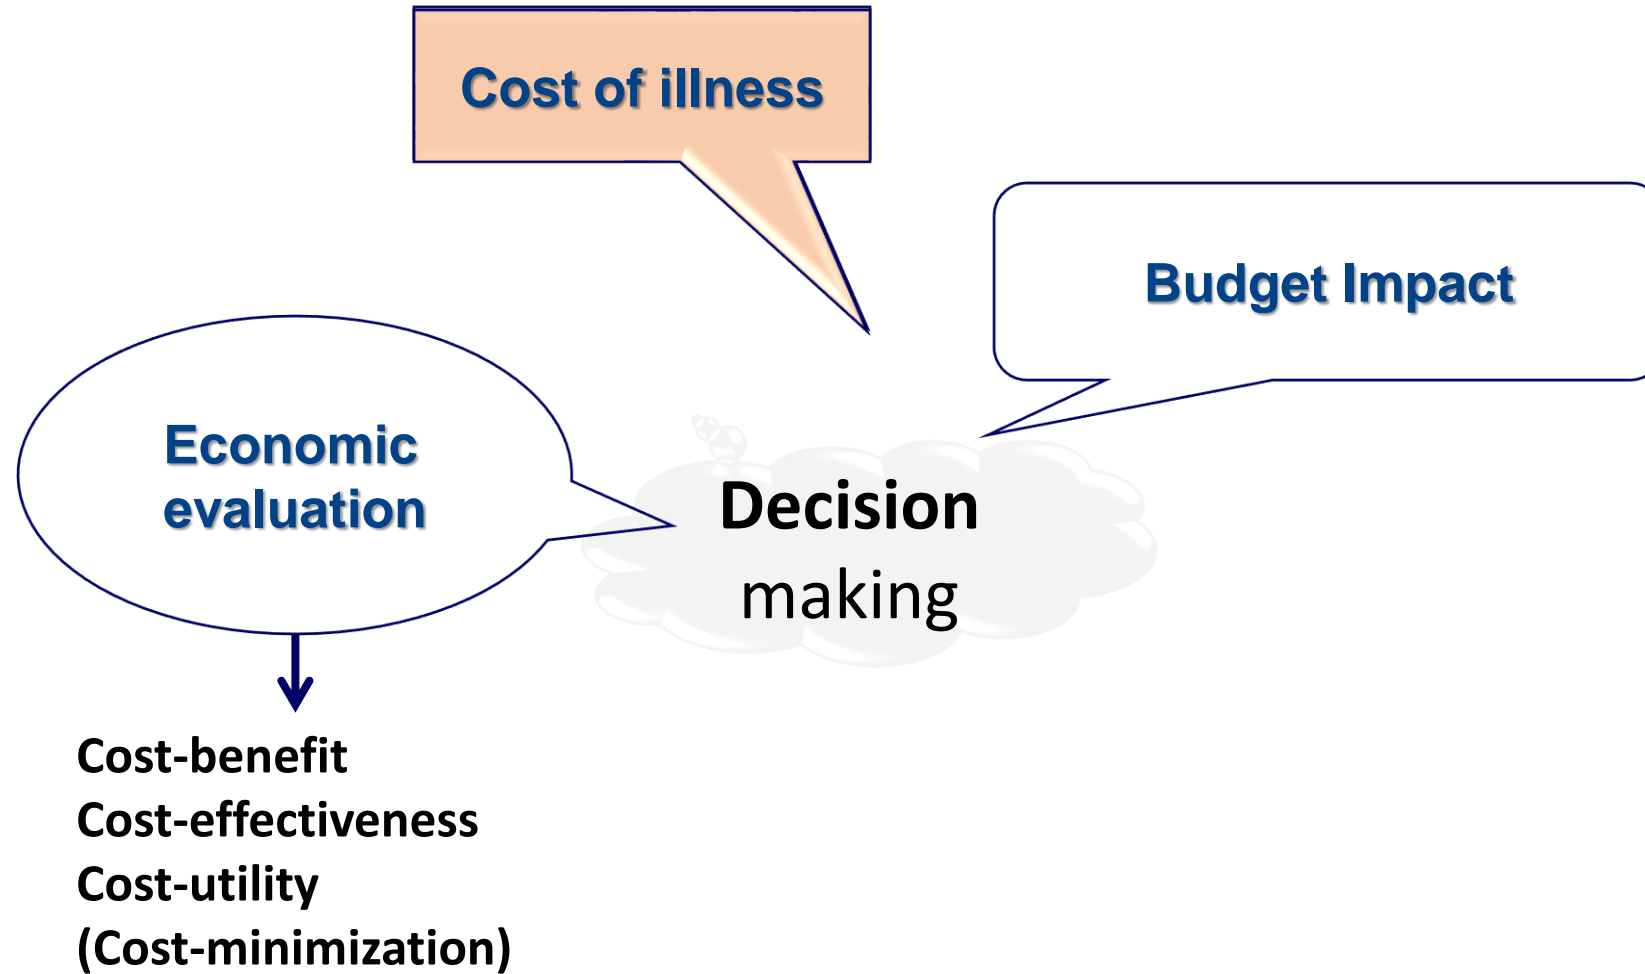 Cost of illness
Budget Impact
Economic
evaluation
Decision
making
Cost-benefit
Cost-effectiveness
Cost-utility
(Cost-minimization)